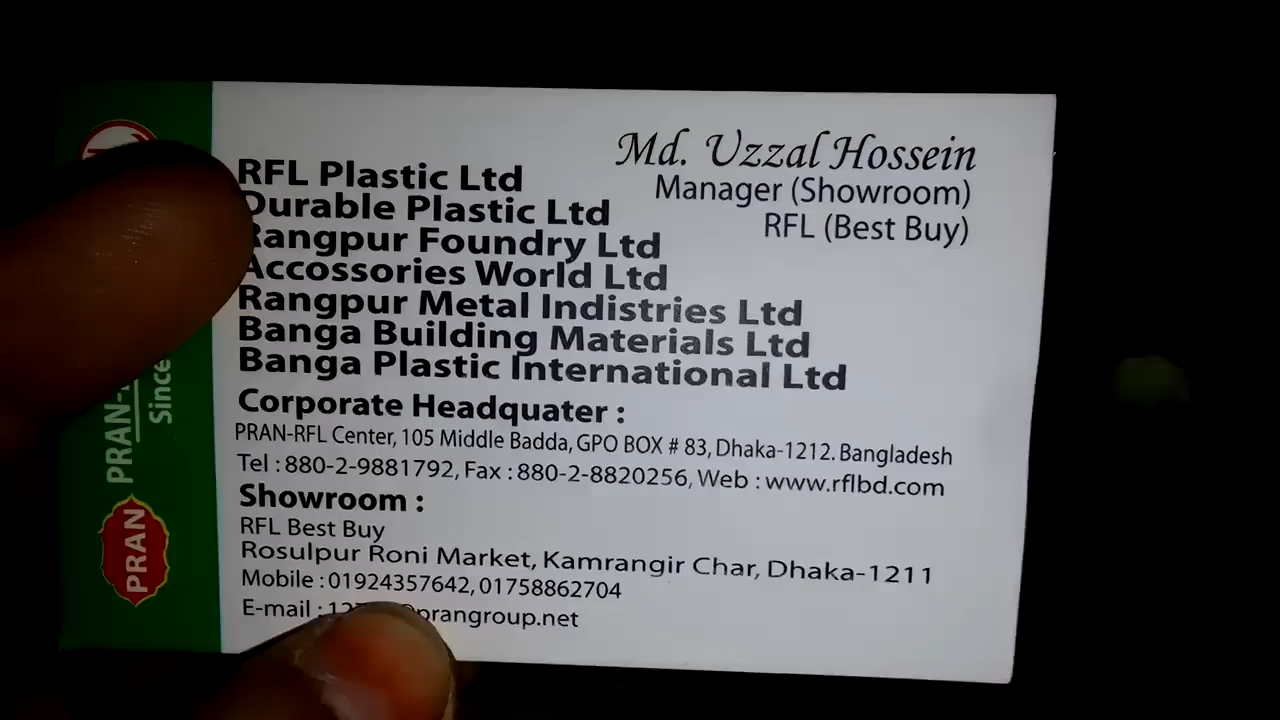 Md. Uzzal Hossein
Manager (Showroom)
RFL (Best Buy)
RFL Plastic Ltd
Durable Plastic Ltd
Rangpur Foundry Ltd
Accossories World Ltd
Rangpur Metal Indistries Ltd
Banga Building Materials Ltd
Banga Plastic International Ltd
Corporate Headquater :
PRAN-RFL Center, 105 Middle Badda, GPO BOX # 83, Dhaka-1212. Bangladesh
Tel : 880-2-9881792, Fax : 880-2-8820256, Web : www.rflbd.com
Showroom :
RFL Best Buy
Rosulpur Roni Market, Kamrangir Char, Dhaka-1211
Mobile : 01924357642, 01758862704
E-mail : @prangroup.net
PRAN
PRAN-
Since